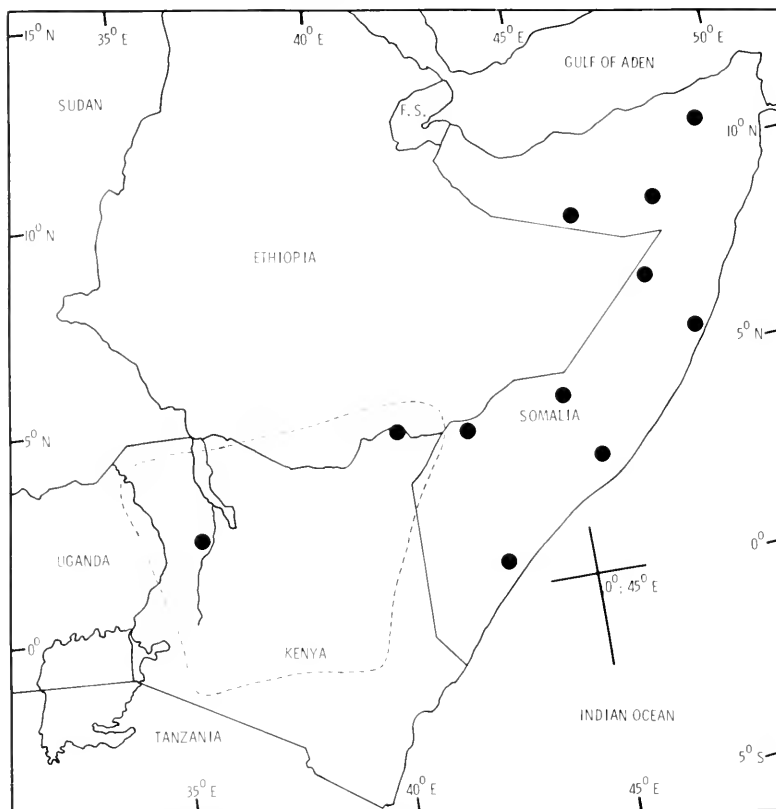 35° E
40° E
45° E
50° E
15° N
GULF OF ADEN
SUDAN
F. S.
10° N
10° N
ETHIOPIA
5° N
SOMALIA
5° N
UGANDA
0°
0° : 45° E
0°
KENYA
INDIAN OCEAN
TANZANIA
5° S
35° E
40° E
45° E